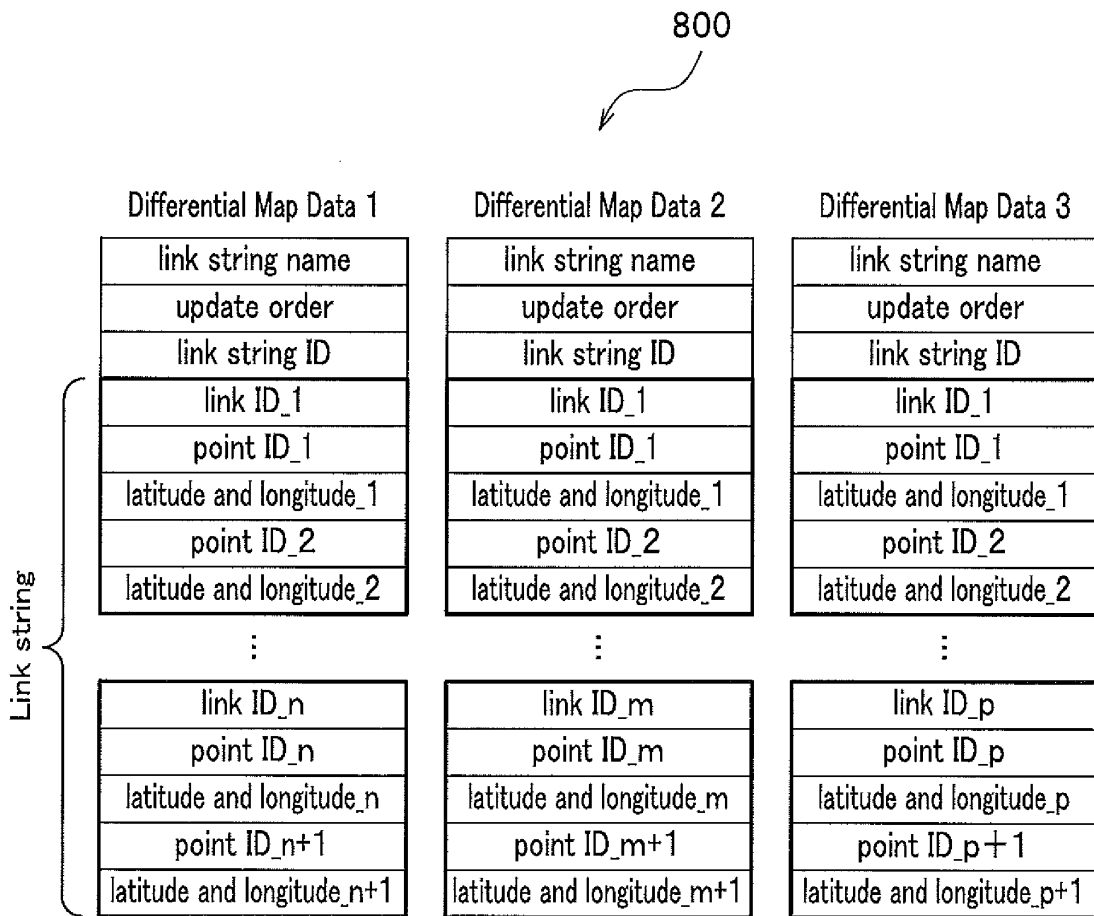 800
Differential Map Data 1
link string name
update order
link string ID
link ID_1
point ID_1
latitude and longitude_1
point ID_2
latitude and longitude_2
⋮
link ID_n
point ID_n
latitude and longitude_n
point ID_n+1
latitude and longitude_n+1
Link string
Differential Map Data 2
link string name
update order
link string ID
link ID_1
point ID_1
latitude and longitude_1
point ID_2
latitude and longitude_2
⋮
link ID_m
point ID_m
latitude and longitude_m
point ID_m+1
latitude and longitude_m+1
Differential Map Data 3
link string name
update order
link string ID
link ID_1
point ID_1
latitude and longitude_1
point ID_2
latitude and longitude_2
⋮
link ID_p
point ID_p
latitude and longitude_p
point ID_p+1
latitude and longitude_p+1